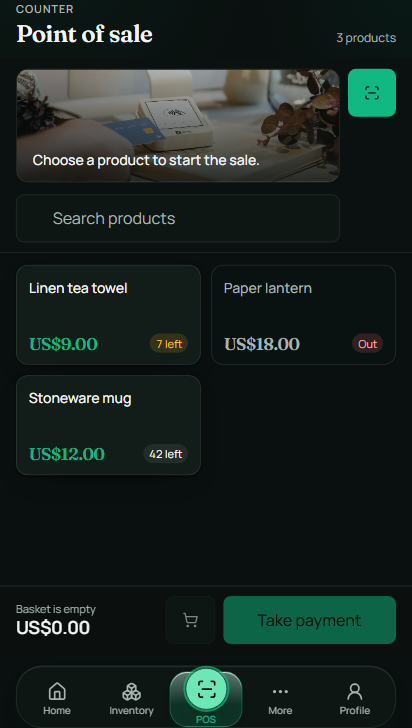 COUNTER
Point of sale
3 products
Choose a product to start the sale.
Search products
Linen tea towel
US$9.00
7 left
Paper lantern
US$18.00
Out
Stoneware mug
US$12.00
42 left
Basket is empty
US$0.00
Take payment
Home
Inventory
POS
More
Profile